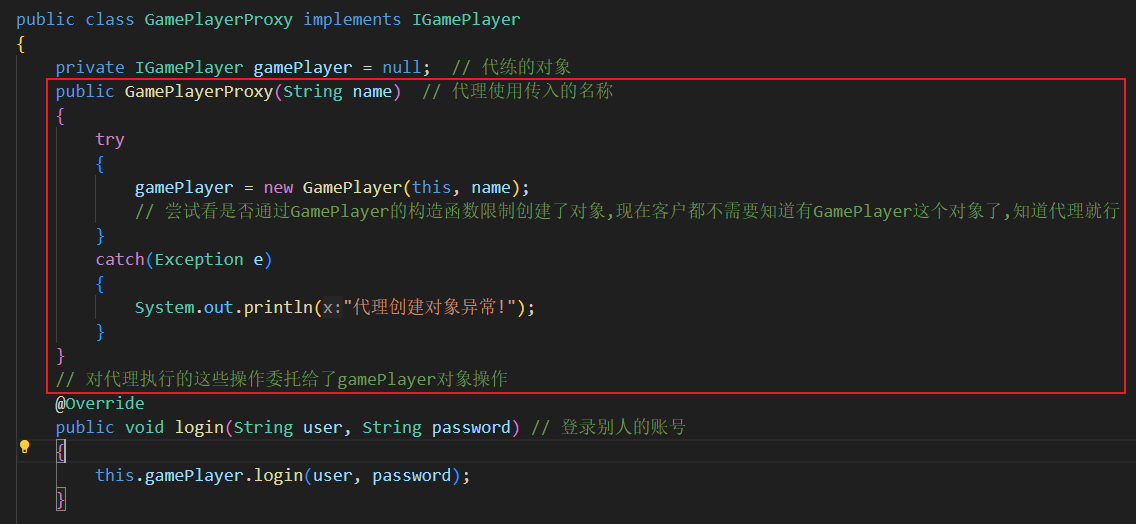 public class GamePlayerProxy implements IGamePlayer
{
    private IGamePlayer gamePlayer = null;  // 代练的对象
    public GamePlayerProxy(String name)  // 代理使用传入的名称
    {
        try
        {
            gamePlayer = new GamePlayer(this, name);
            // 尝试看是否通过GamePlayer的构造函数限制创建了对象,现在客户都不需要知道有GamePlayer这个对象了,知道代理就行
        }
        catch(Exception e)
        {
            System.out.println(x:"代理创建对象异常!");
        }
    }
    // 对代理执行的这些操作委托给了gamePlayer对象操作
    @Override
    public void login(String user, String password) // 登录别人的账号
    {
        this.gamePlayer.login(user, password);
    }